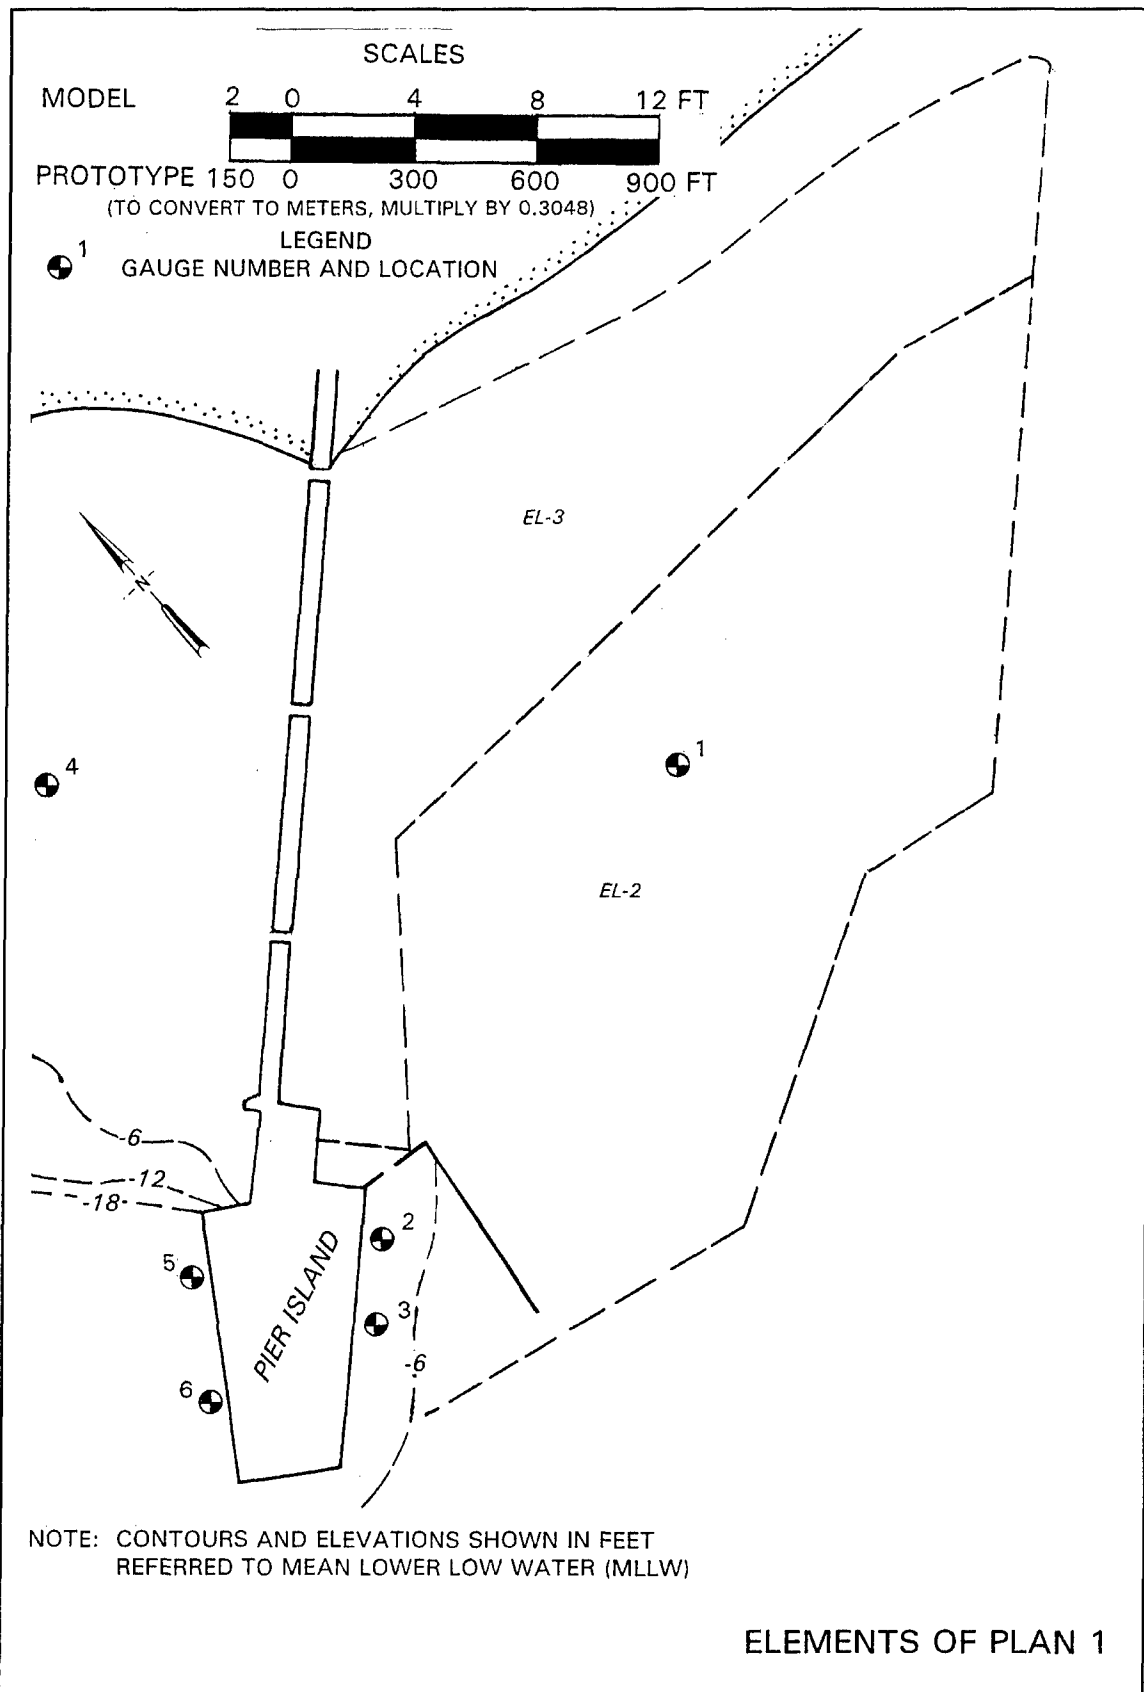 SCALES
MODEL 2 0 4 8 12 FT
PROTOTYPE 150 0 300 600 900 FT
(TO CONVERT TO METERS, MULTIPLY BY 0.3048)
LEGEND
1 GAUGE NUMBER AND LOCATION
EL-3
N
4
1
EL-2
-6
-12
-18
2
5
3
PIER ISLAND
-6
6
NOTE: CONTOURS AND ELEVATIONS SHOWN IN FEET
REFERRED TO MEAN LOWER LOW WATER (MLLW)
ELEMENTS OF PLAN 1